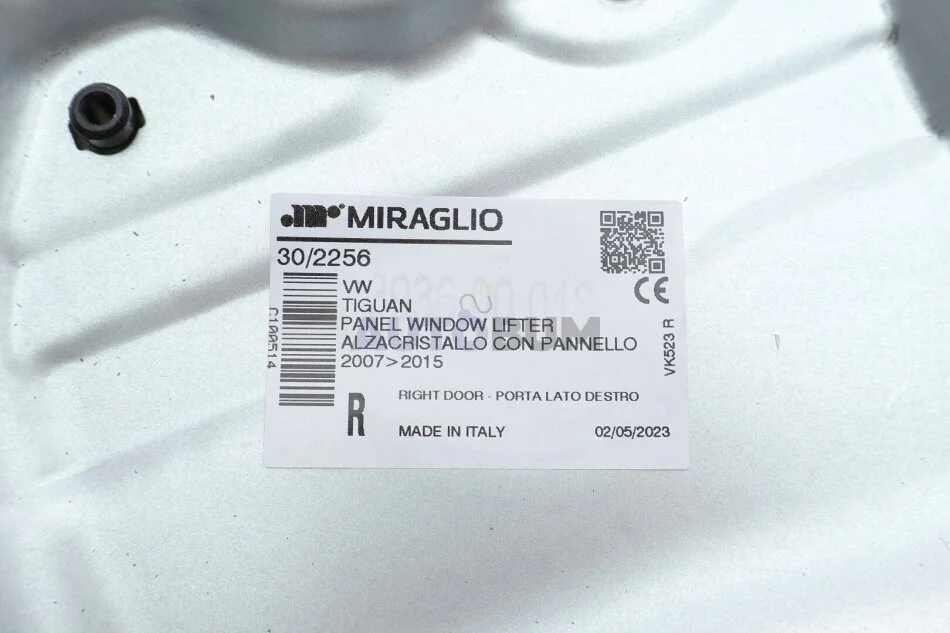 MIRAGLIO
30/2256
VW
TIGUAN
PANEL WINDOW LIFTER
ALZACRISTALLO CON PANNELLO
2007>2015
C100514
VK523 R
R
RIGHT DOOR - PORTA LATO DESTRO
MADE IN ITALY
02/05/2023
CE